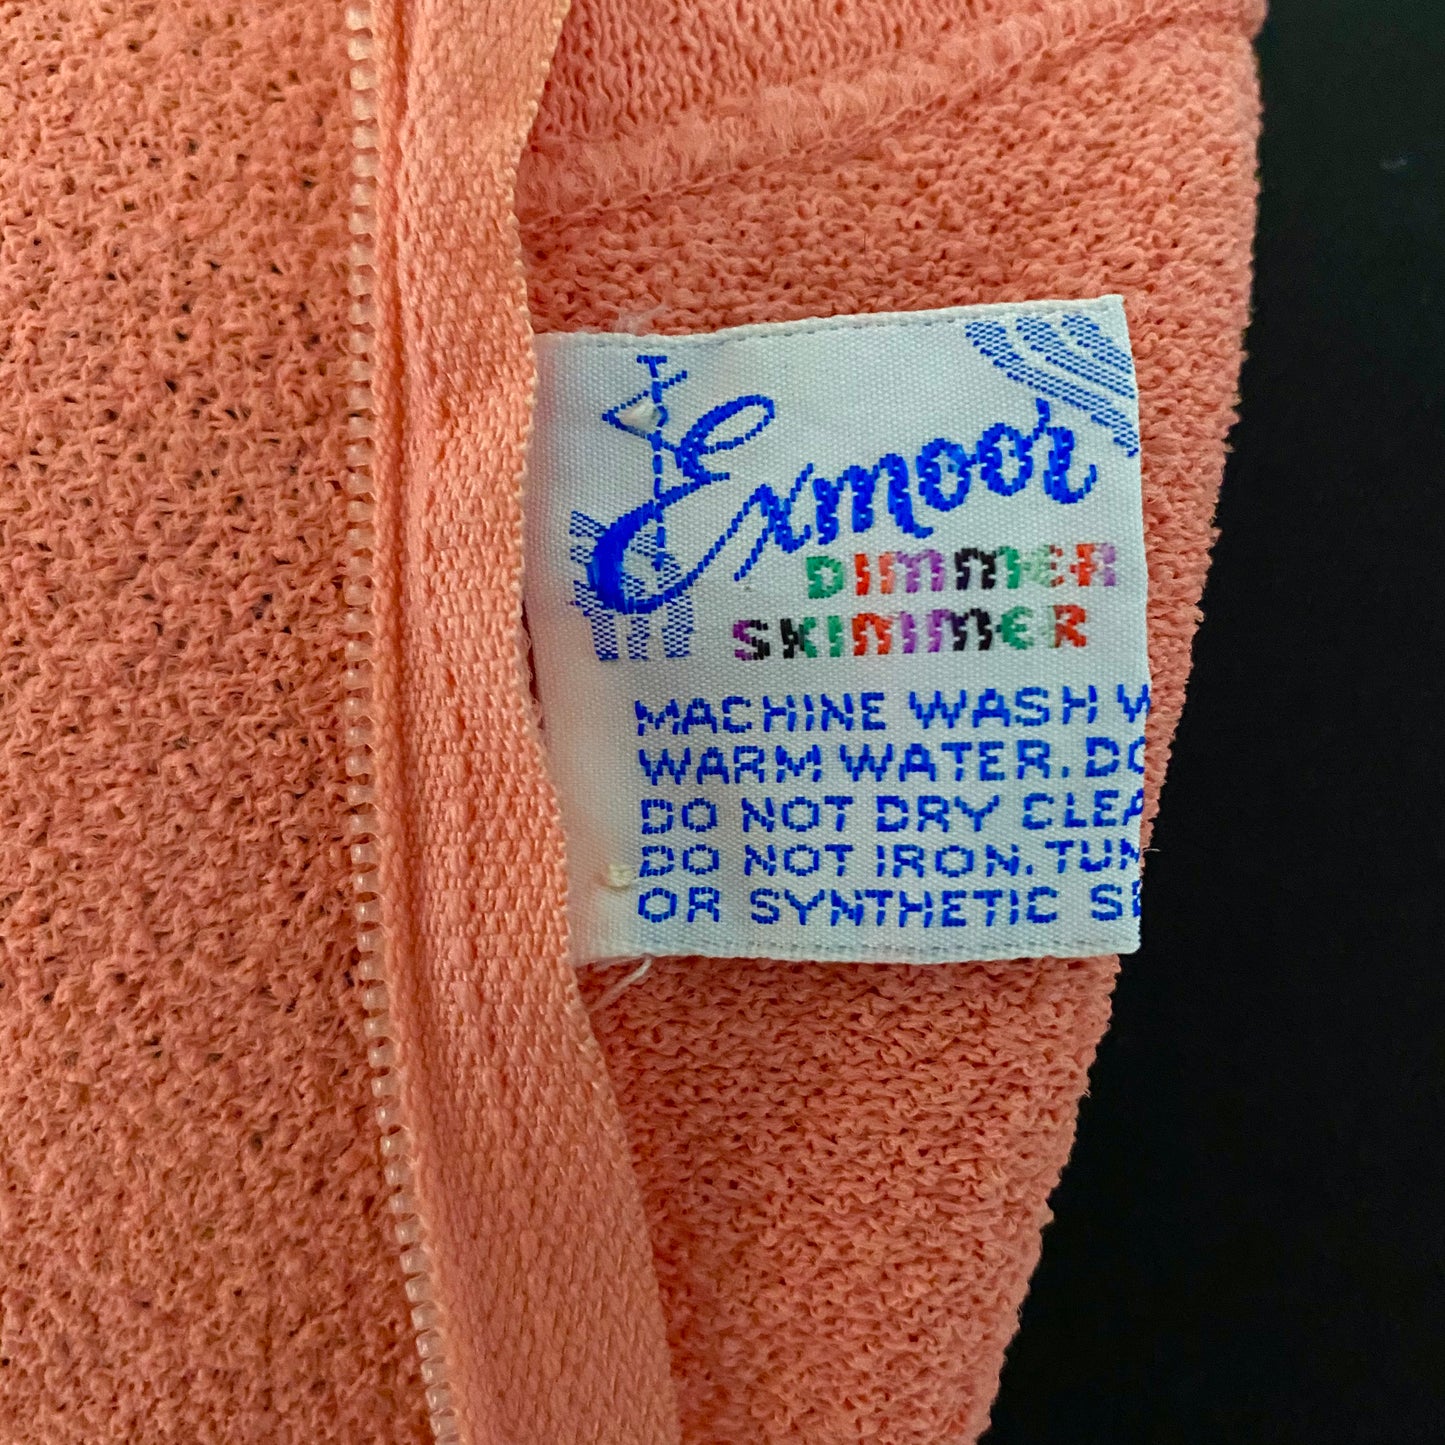 Exmoor
DIMMER
SKIMMER
MACHINE WASH
WARM WATER.
DO NOT DRY
DO NOT IRON.
OR SYNTHETIC